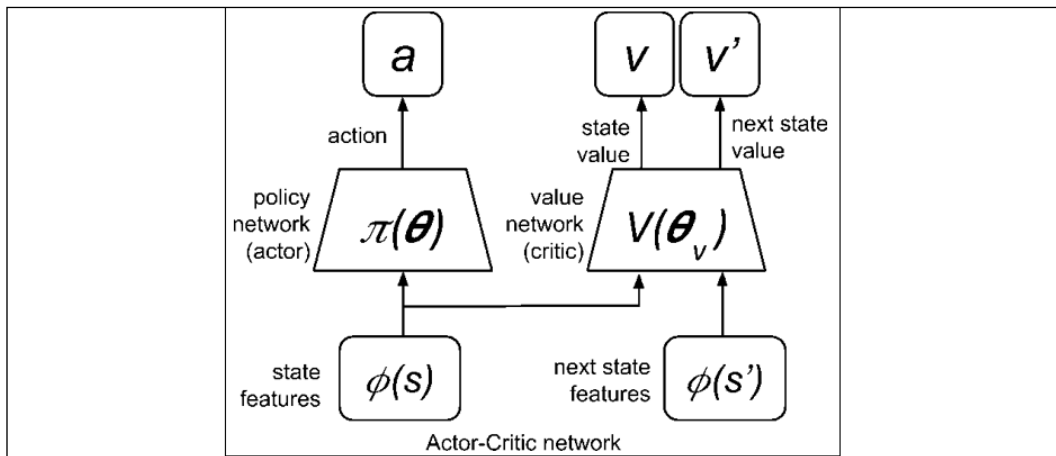 a
v
v’
action
state
value
next state
value
policy
network
(actor)
π(θ)
value
network
(critic)
V(θᵥ)
state
features
ϕ(s)
next state
features
ϕ(s’)
Actor-Critic network